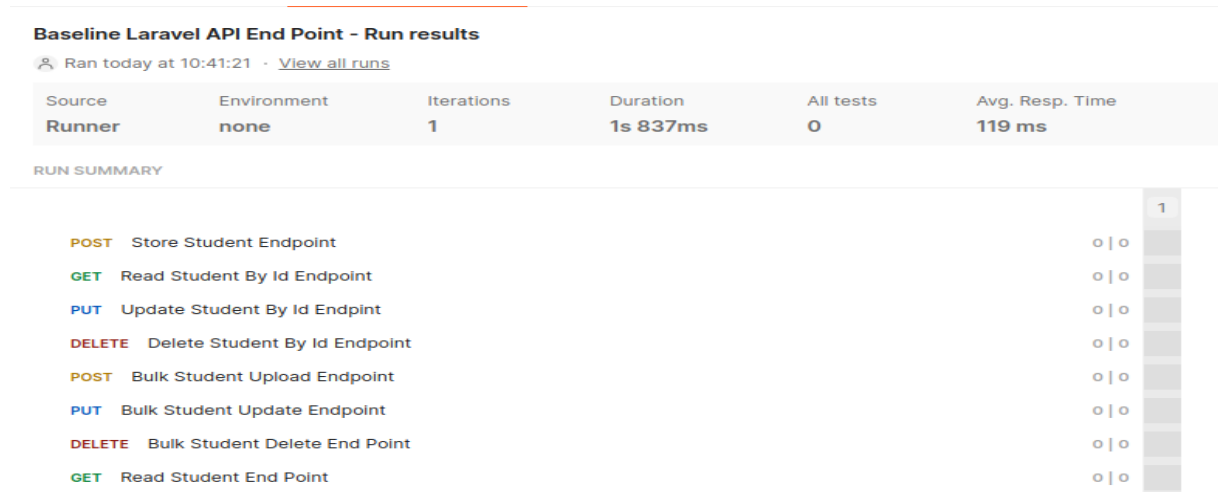 Baseline Laravel API End Point - Run results
Ran today at 10:41:21 · View all runs
Source Environment Iterations Duration All tests Avg. Resp. Time
Runner none 1 1s 837ms 0 119 ms
RUN SUMMARY
1
POST Store Student Endpoint 0 | 0
GET Read Student By Id Endpoint 0 | 0
PUT Update Student By Id Endpint 0 | 0
DELETE Delete Student By Id Endpoint 0 | 0
POST Bulk Student Upload Endpoint 0 | 0
PUT Bulk Student Update Endpoint 0 | 0
DELETE Bulk Student Delete End Point 0 | 0
GET Read Student End Point 0 | 0